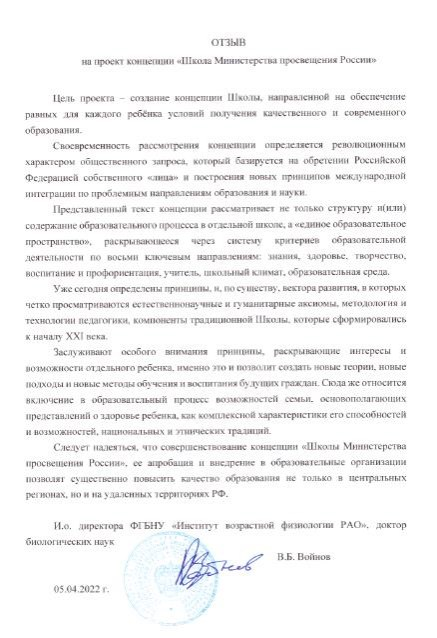 ОТЗЫВ
на проект концепции «Школа Министерства просвещения России»
Цель проекта – создание концепции Школы, направленной на обеспечение
равных для каждого ребёнка условий получения качественного и современного
образования.
Своевременность рассмотрения концепции определяется революционным
характером общественного запроса, который базируется на обретении Российской
Федерацией собственного «лица» и построения новых принципов международной
интеграции по проблемным направлениям образования и науки.
Представленный текст концепции рассматривает не только структуру и(или)
содержание образовательного процесса в отдельной школе, а «единое образовательное
пространство», раскрывающееся через систему критериев образовательной
деятельности по восьми ключевым направлениям: знания, здоровье, творчество,
воспитание и профориентация, учитель, школьный климат, образовательная среда.
Уже сегодня определены принципы, и, по существу, вектора развития, в которых
четко просматриваются естественнонаучные и гуманитарные аксиомы, методология и
технологии педагогики, компоненты традиционной Школы, которые сформировались
к началу XXI века.
Заслуживают особого внимания принципы, раскрывающие интересы и
возможности отдельного ребенка, именно это и позволит создать новые теории, новые
подходы и новые методы обучения и воспитания будущих граждан. Сюда же относится
включение в образовательный процесс возможностей семьи, основополагающих
представлений о здоровье ребенка, как комплексной характеристики его способностей
и возможностей, национальных и этнических традиций.
Следует надеяться, что совершенствование концепции «Школы Министерства
просвещения России», ее апробация и внедрение в образовательные организации
позволят существенно повысить качество образования не только в центральных
регионах, но и на удаленных территориях РФ.
И.о. директора ФГБНУ «Институт возрастной физиологии РАО», доктор
биологических наук
В.Б. Войнов
05.04.2022 г.